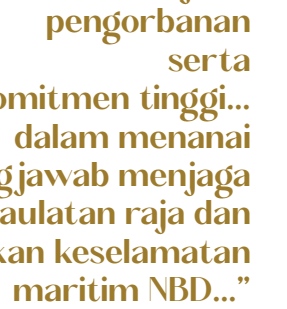 pengorbanan
serta
omitmen tinggi...
dalam menanai
gjawab menjaga
aulatan raja dan
kan keselamatan
maritim NBD..."